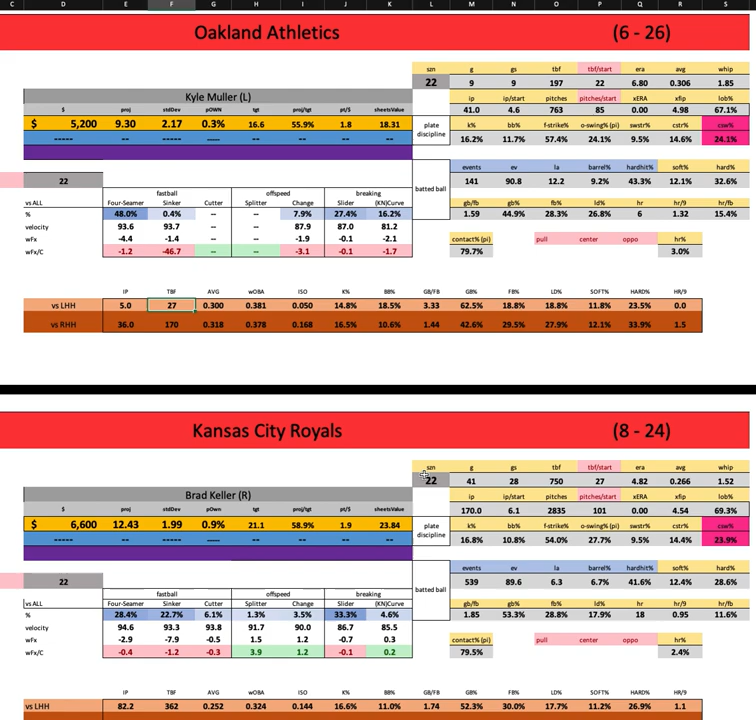 C D E F G H I J K L M N O P Q R S
Oakland Athletics (6 - 26)
szn g gs tbf tbf/start era avg whip
22 9 9 197 22 6.80 0.306 1.85
Kyle Muller (L) ip ip/start pitches pitches/start xERA xfip lob%
$ proj stdDev pOWN tgt proj/tgt pt/$ sheetsValue 41.0 4.6 763 85 0.00 4.98 67.1%
$ 5,200 9.30 2.17 0.3% 16.6 55.9% 1.8 18.31 plate discipline k% bb% f-strike% o-swing% (pi) swstr% cstr% csw%
----- -- -- ---- -- -- -- -- 16.2% 11.7% 57.4% 24.1% 9.5% 14.6% 24.1%
batted ball events ev la barrel% hardhit% soft% hard%
22 141 90.8 12.2 9.2% 43.3% 12.1% 32.6%
fastball offspeed breaking
vs ALL Four-Seamer Sinker Cutter Splitter Change Slider (KN)Curve gb/fb gb% fb% ld% hr hr/9 hr/fb
% 48.0% 0.4% -- -- 7.9% 27.4% 16.2% 1.59 44.9% 28.3% 26.8% 6 1.32 15.4%
velocity 93.6 93.7 -- -- 87.9 87.0 81.2
wFx -4.4 -1.4 -- -- -1.9 -0.1 -2.1 contact% (pi) pull center oppo hr%
wFx/C -1.2 -46.7 -- -- -3.1 -0.1 -1.7 79.7% 3.0%
IP TBF AVG wOBA ISO K% BB% GB/FB GB% FB% LD% SOFT% HARD% HR/9
vs LHH 5.0 27 0.300 0.381 0.050 14.8% 18.5% 3.33 62.5% 18.8% 18.8% 11.8% 23.5% 0.0
vs RHH 36.0 170 0.318 0.378 0.168 16.5% 10.6% 1.44 42.6% 29.5% 27.9% 12.1% 33.9% 1.5
Kansas City Royals (8 - 24)
szn g gs tbf tbf/start era avg whip
22 41 28 750 27 4.82 0.266 1.52
Brad Keller (R) ip ip/start pitches pitches/start xERA xfip lob%
$ proj stdDev pOwn tgt proj/tgt pt/$ sheetsValue 170.0 6.1 2835 101 0.00 4.54 69.3%
$ 6,600 12.43 1.99 0.9% 21.1 58.9% 1.9 23.84 plate discipline k% bb% f-strike% o-swing% (pi) swstr% cstr% csw%
----- -- -- ---- -- -- -- -- 16.8% 10.8% 54.0% 27.7% 9.5% 14.4% 23.9%
batted ball events ev la barrel% hardhit% soft% hard%
22 539 89.6 6.3 6.7% 41.6% 12.4% 28.6%
fastball offspeed breaking
vs ALL Four-Seamer Sinker Cutter Splitter Change Slider (KN)Curve gb/fb gb% fb% ld% hr hr/9 hr/fb
% 28.4% 22.7% 6.1% 1.3% 3.5% 33.3% 4.6% 1.85 53.3% 28.8% 17.9% 18 0.95 11.6%
velocity 94.6 93.3 93.8 91.7 90.0 86.7 85.5
wFx -2.9 -7.9 -0.5 1.5 1.2 -0.7 0.3 contact% (pi) pull center oppo hr%
wFx/C -0.4 -1.2 -0.3 3.9 1.2 -0.1 0.2 79.5% 2.4%
IP TBF AVG wOBA ISO K% BB% GB/FB GB% FB% LD% SOFT% HARD% HR/9
vs LHH 82.2 362 0.252 0.324 0.144 16.6% 11.0% 1.74 52.3% 30.0% 17.7% 11.2% 26.9% 1.1